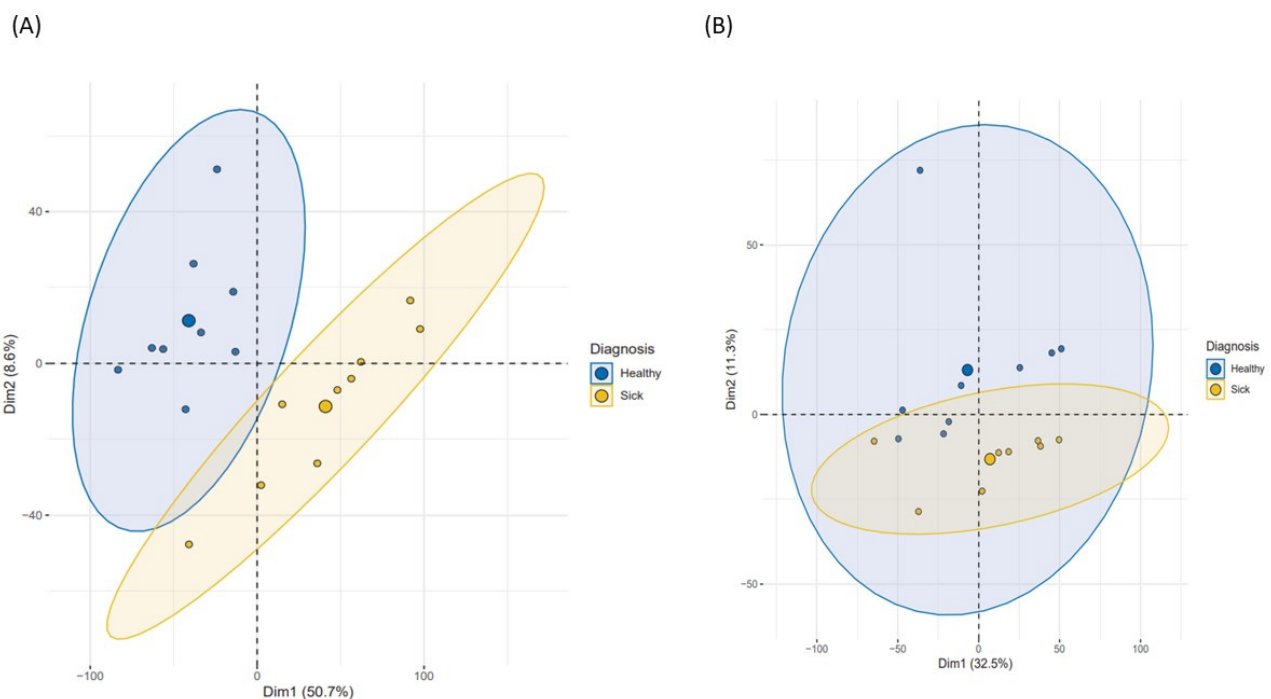 (A)
(B)
Dim2 (8.6%)
40
0
−40
−100
0
100
Dim1 (50.7%)
Diagnosis
Healthy
Sick
Dim2 (11.3%)
50
0
−50
−100
−50
0
50
100
Dim1 (32.5%)
Diagnosis
Healthy
Sick